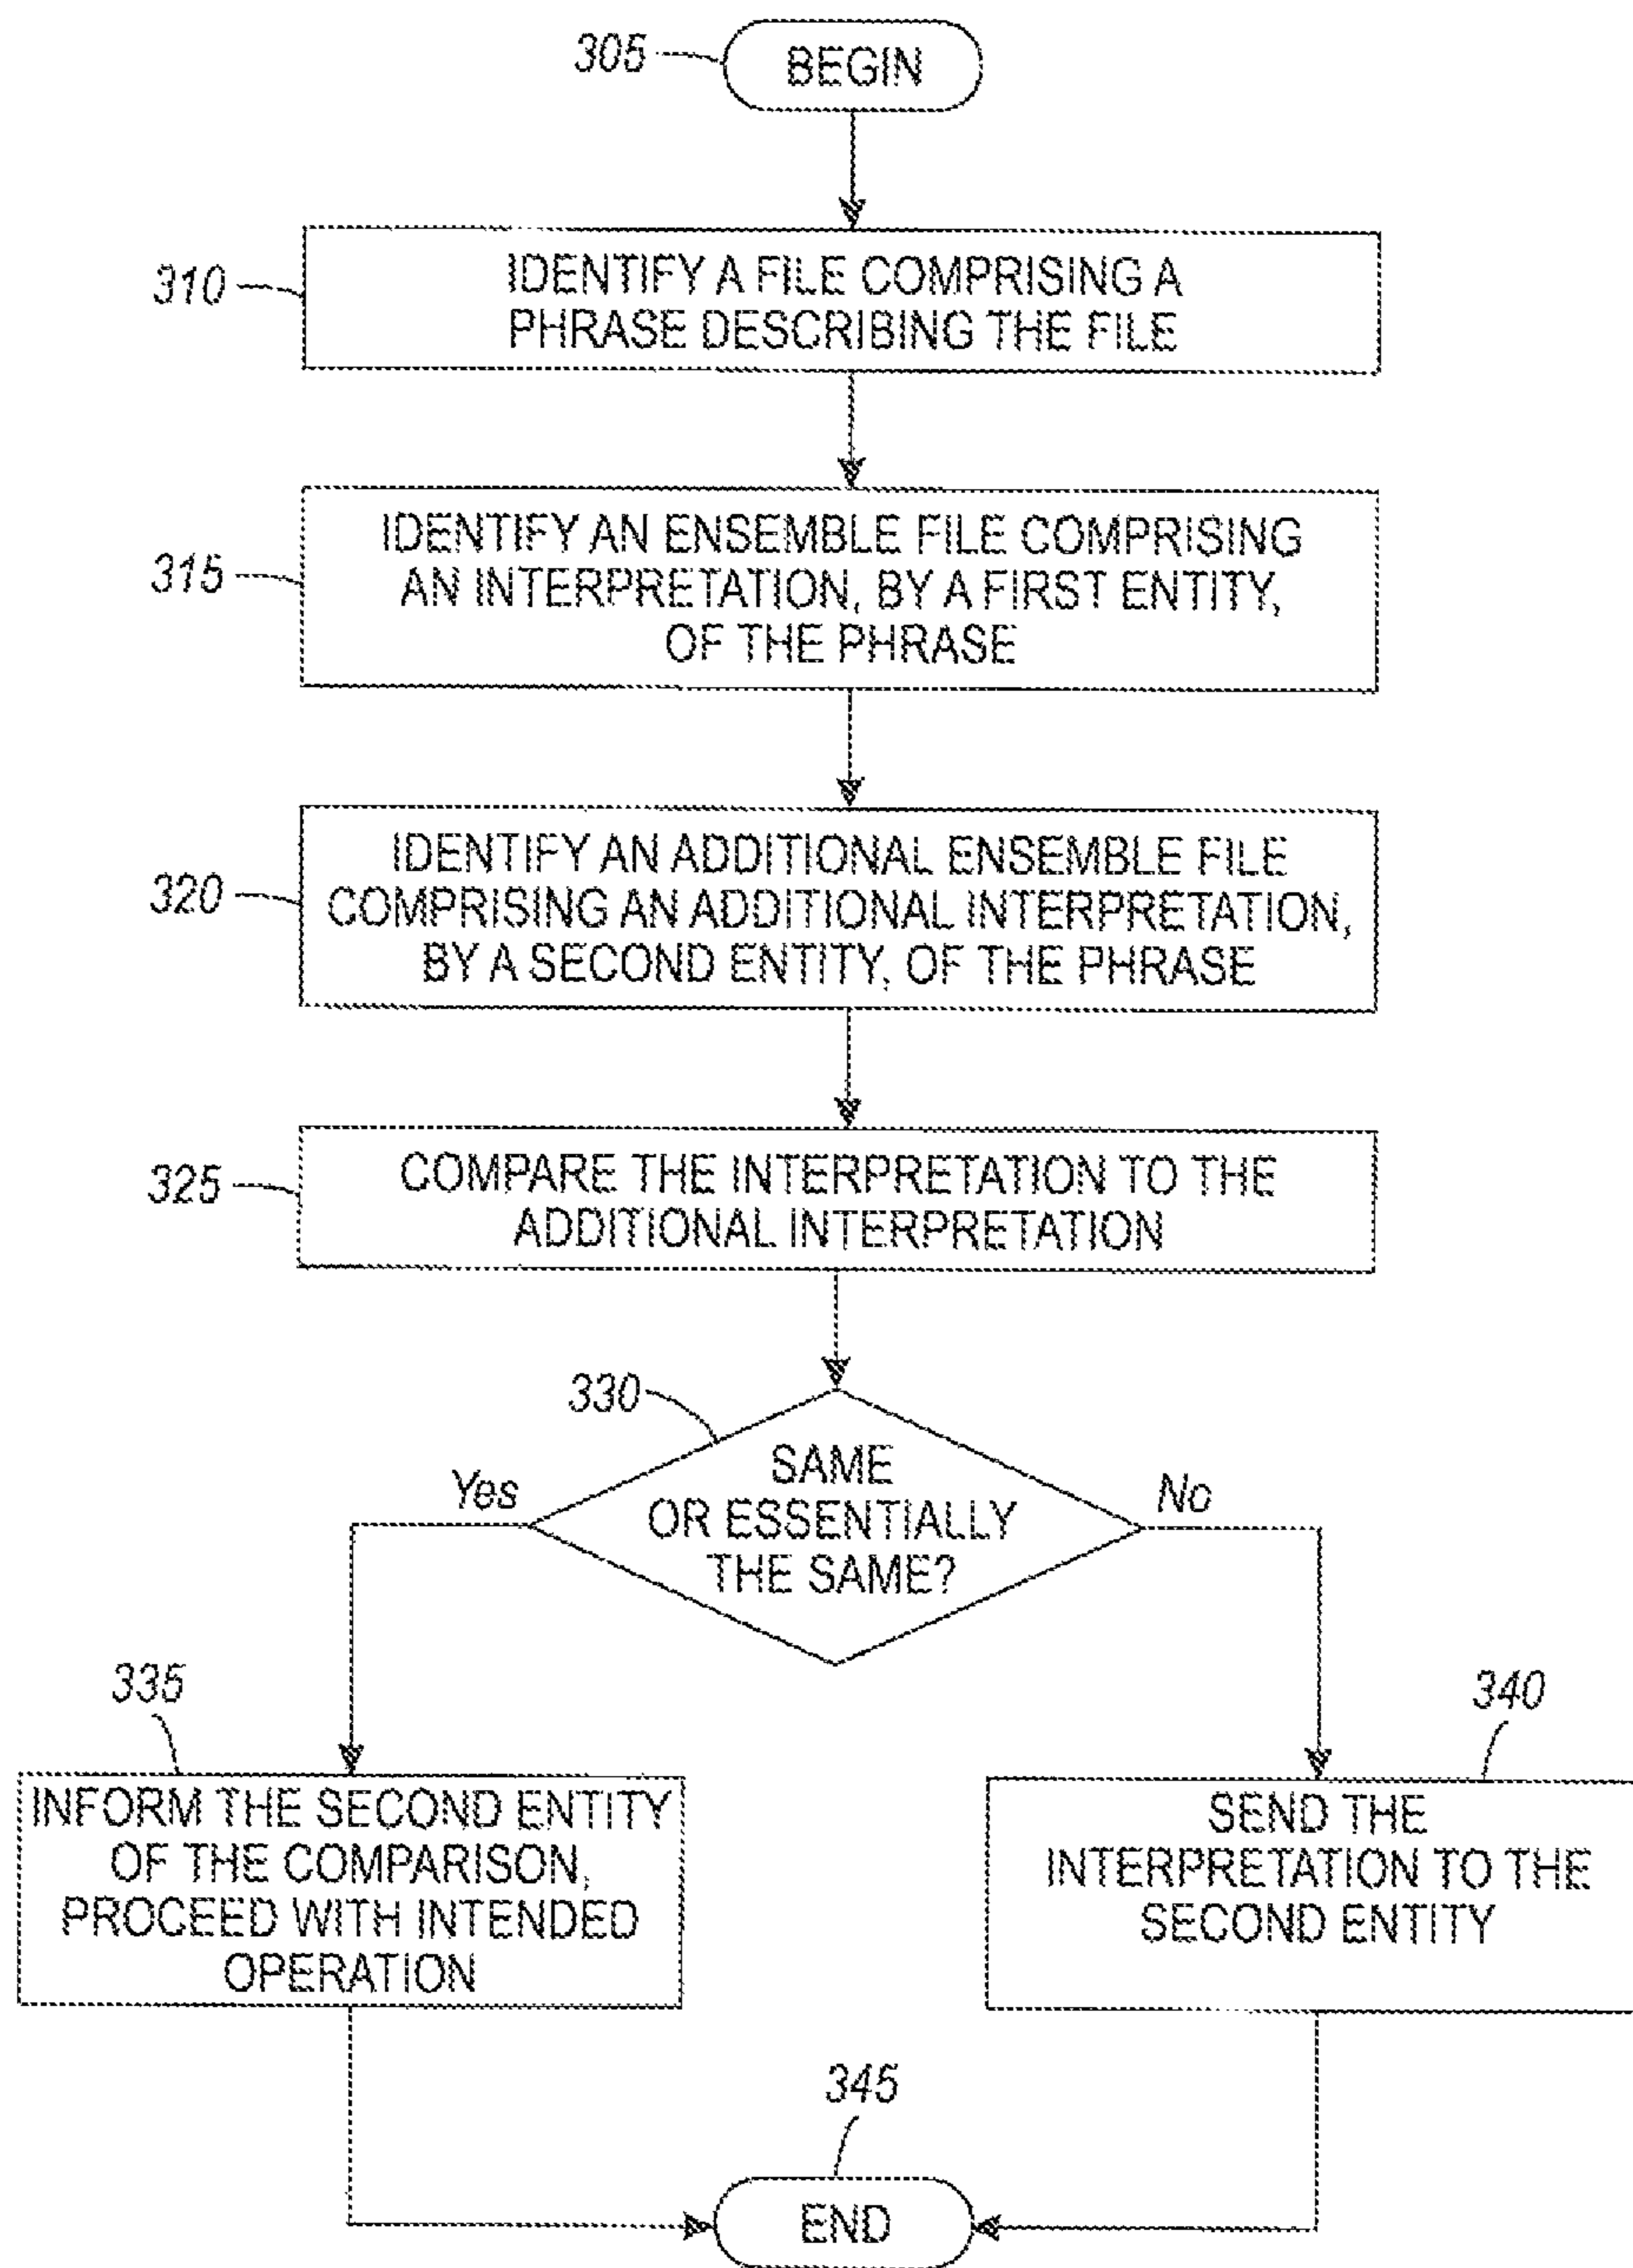 305
BEGIN
310
IDENTIFY A FILE COMPRISING A
PHRASE DESCRIBING THE FILE
315
IDENTIFY AN ENSEMBLE FILE COMPRISING
AN INTERPRETATION, BY A FIRST ENTITY,
OF THE PHRASE
320
IDENTIFY AN ADDITIONAL ENSEMBLE FILE
COMPRISING AN ADDITIONAL INTERPRETATION,
BY A SECOND ENTITY, OF THE PHRASE
325
COMPARE THE INTERPRETATION TO THE
ADDITIONAL INTERPRETATION
330
SAME
OR ESSENTIALLY
THE SAME?
Yes
No
335
INFORM THE SECOND ENTITY
OF THE COMPARISON,
PROCEED WITH INTENDED
OPERATION
340
SEND THE
INTERPRETATION TO THE
SECOND ENTITY
345
END